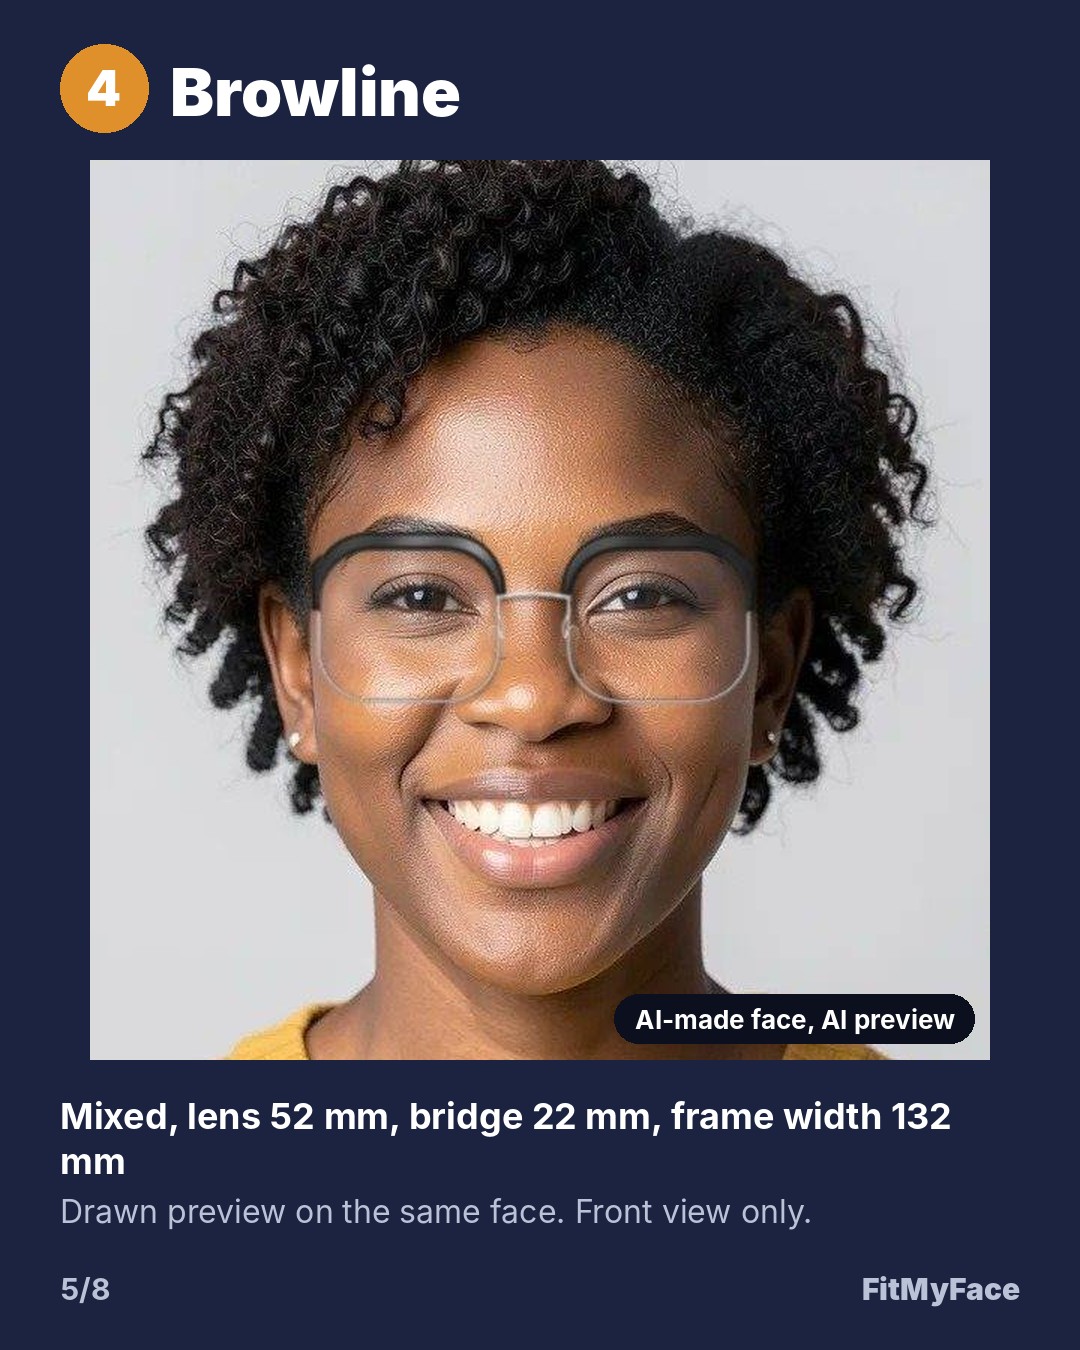 4 Browline
AI-made face, AI preview
Mixed, lens 52 mm, bridge 22 mm, frame width 132
mm
Drawn preview on the same face. Front view only.
5/8
FitMyFace